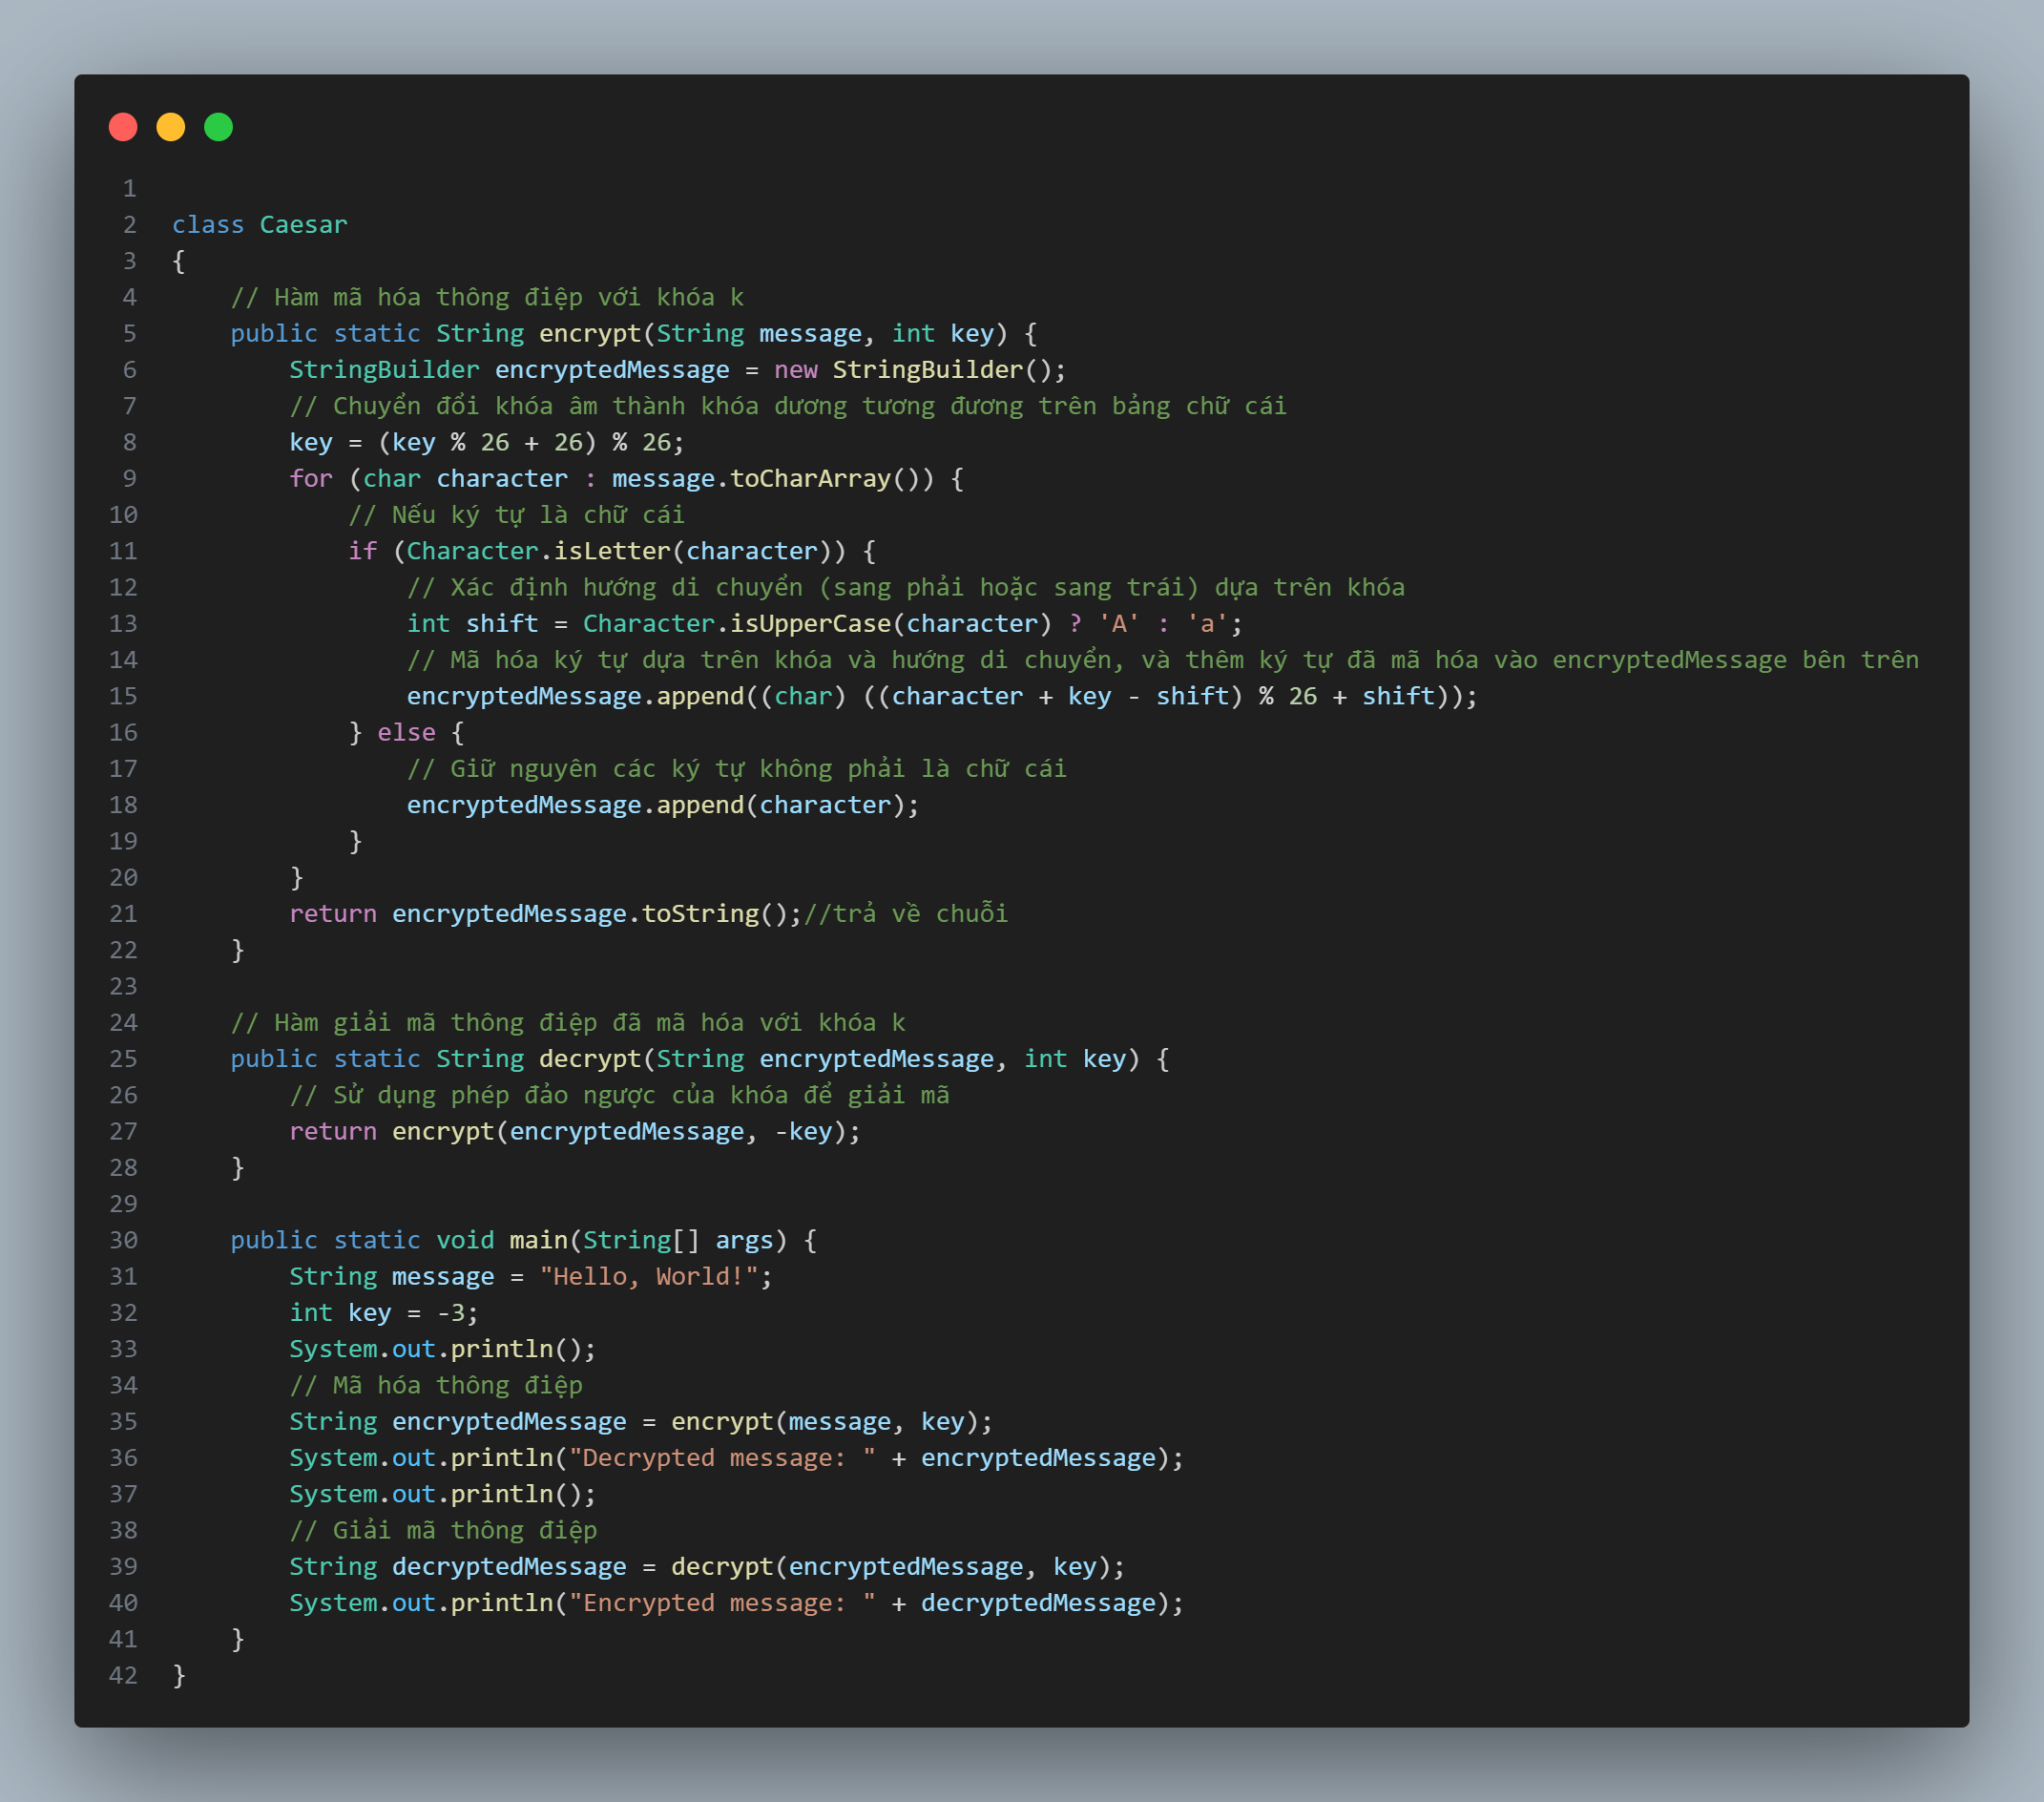 1
2 class Caesar
3 {
4     // Hàm mã hóa thông điệp với khóa k
5     public static String encrypt(String message, int key) {
6         StringBuilder encryptedMessage = new StringBuilder();
7         // Chuyển đổi khóa âm thành khóa dương tương đương trên bảng chữ cái
8         key = (key % 26 + 26) % 26;
9         for (char character : message.toCharArray()) {
10             // Nếu ký tự là chữ cái
11             if (Character.isLetter(character)) {
12                 // Xác định hướng di chuyển (sang phải hoặc sang trái) dựa trên khóa
13                 int shift = Character.isUpperCase(character) ? 'A' : 'a';
14                 // Mã hóa ký tự dựa trên khóa và hướng di chuyển, và thêm ký tự đã mã hóa vào encryptedMessage bên trên
15                 encryptedMessage.append((char) ((character + key - shift) % 26 + shift));
16             } else {
17                 // Giữ nguyên các ký tự không phải là chữ cái
18                 encryptedMessage.append(character);
19             }
20         }
21         return encryptedMessage.toString();//trả về chuỗi
22     }
23
24     // Hàm giải mã thông điệp đã mã hóa với khóa k
25     public static String decrypt(String encryptedMessage, int key) {
26         // Sử dụng phép đảo ngược của khóa để giải mã
27         return encrypt(encryptedMessage, -key);
28     }
29
30     public static void main(String[] args) {
31         String message = "Hello, World!";
32         int key = -3;
33         System.out.println();
34         // Mã hóa thông điệp
35         String encryptedMessage = encrypt(message, key);
36         System.out.println("Decrypted message: " + encryptedMessage);
37         System.out.println();
38         // Giải mã thông điệp
39         String decryptedMessage = decrypt(encryptedMessage, key);
40         System.out.println("Encrypted message: " + decryptedMessage);
41     }
42 }